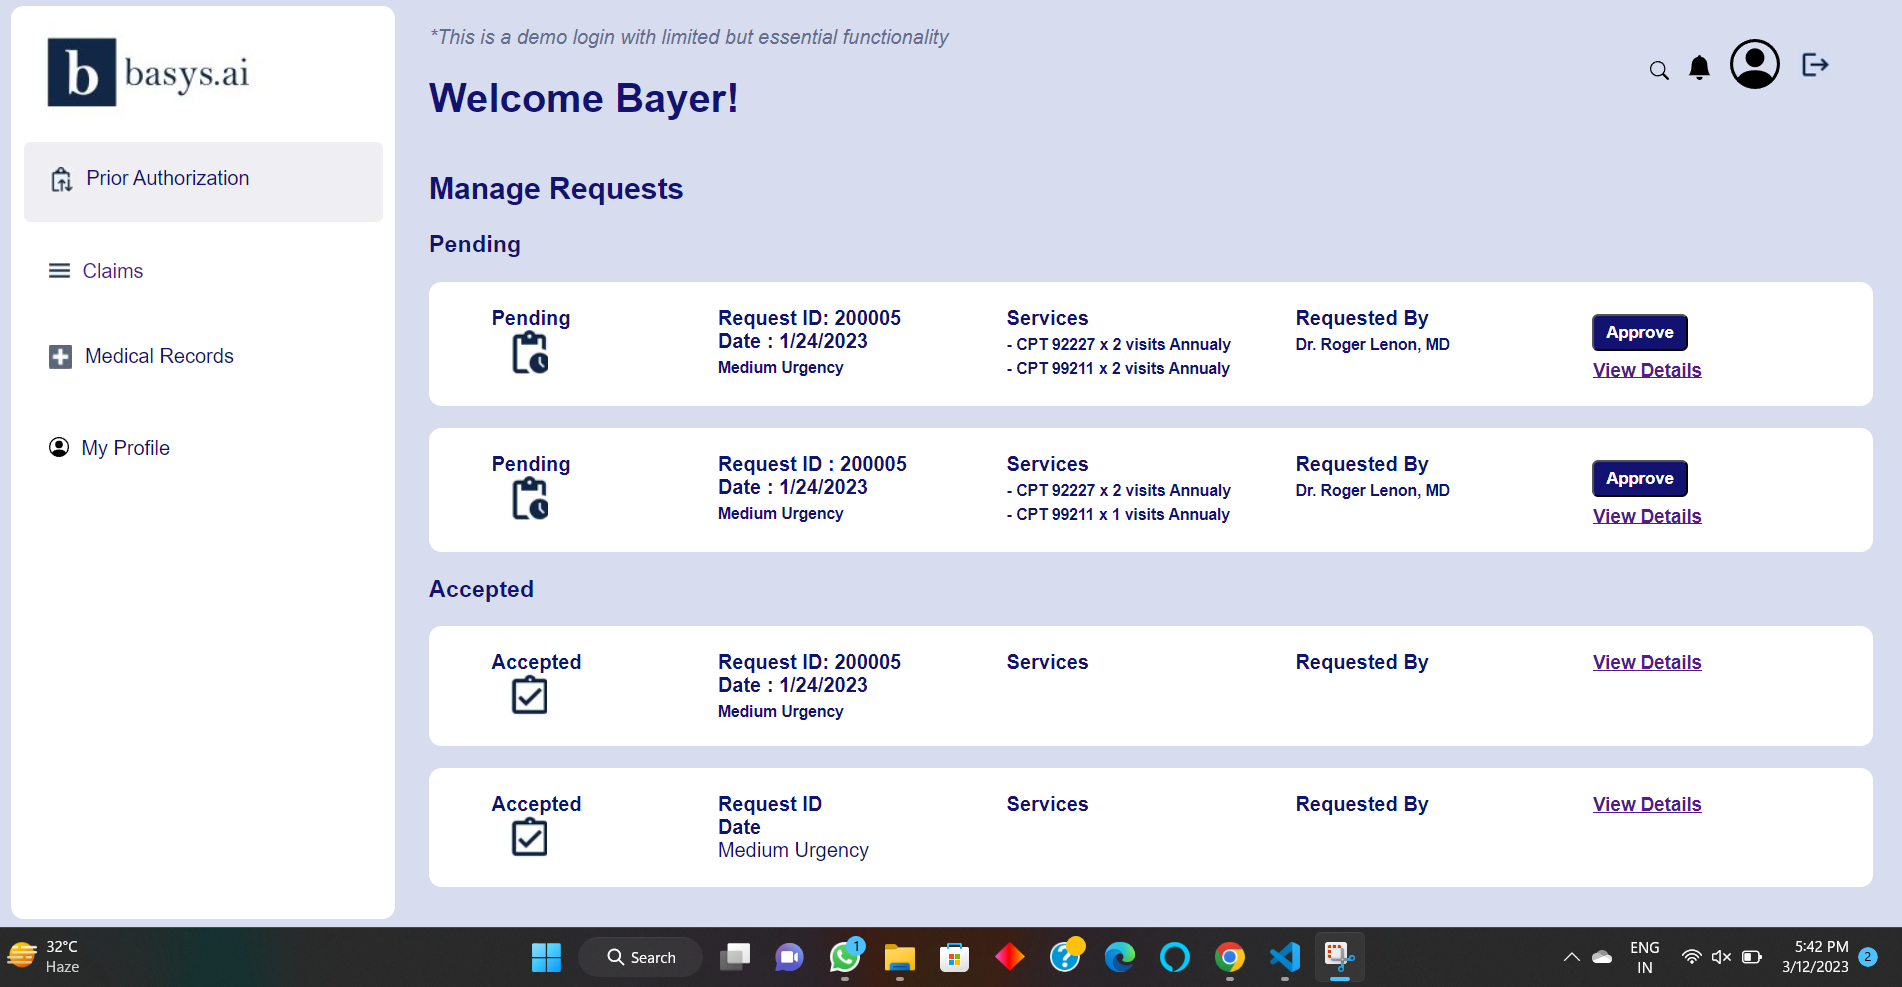 b basys.ai
Prior Authorization
Claims
Medical Records
My Profile
*This is a demo login with limited but essential functionality
Welcome Bayer!
Manage Requests
Pending
Pending
Request ID: 200005
Date : 1/24/2023
Medium Urgency
Services
- CPT 92227 x 2 visits Annualy
- CPT 99211 x 2 visits Annualy
Requested By
Dr. Roger Lenon, MD
Approve
View Details
Pending
Request ID : 200005
Date : 1/24/2023
Medium Urgency
Services
- CPT 92227 x 2 visits Annualy
- CPT 99211 x 1 visits Annualy
Requested By
Dr. Roger Lenon, MD
Approve
View Details
Accepted
Accepted
Request ID: 200005
Date : 1/24/2023
Medium Urgency
Services
Requested By
View Details
Accepted
Request ID
Date
Medium Urgency
Services
Requested By
View Details
32°C
Haze
Search
1
?
ENG
IN
5:42 PM
3/12/2023
2